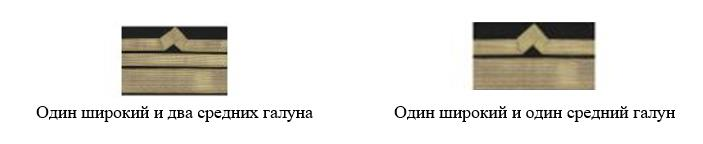 Один широкий и два средних галуна
Один широкий и один средний галун